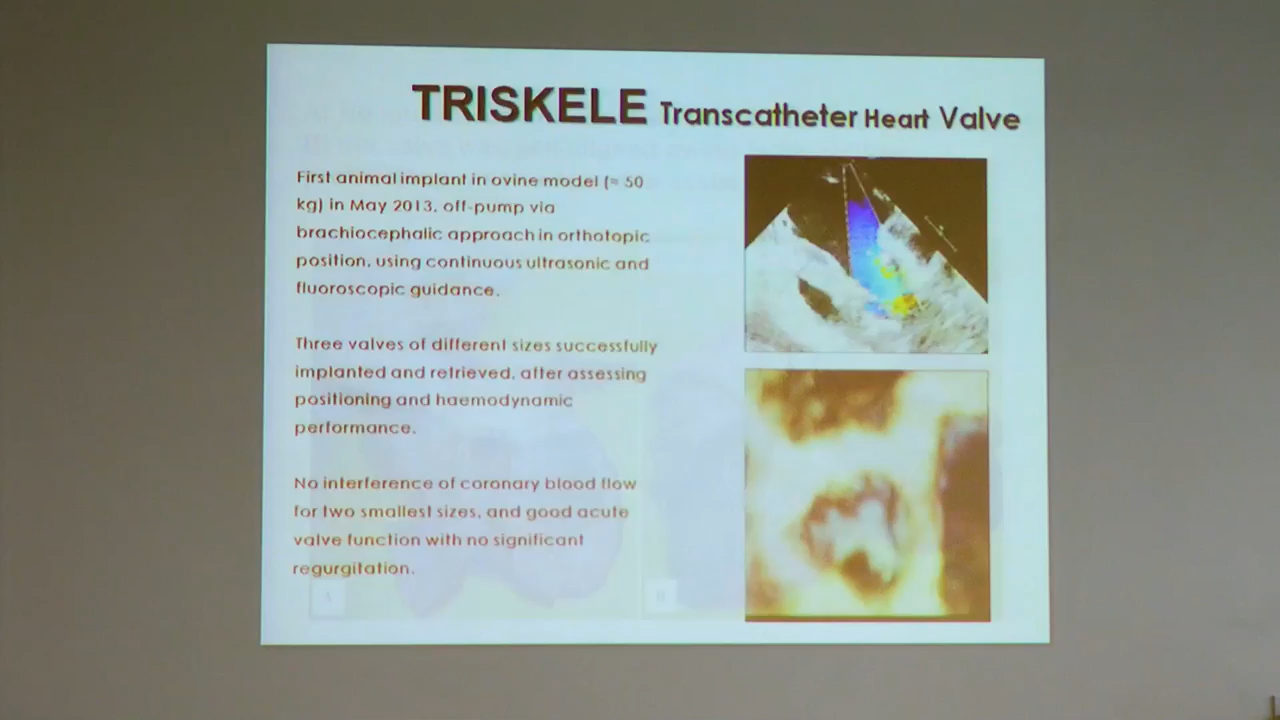 TRISKELE Transcatheter Heart Valve
First animal implant in ovine model (≈ 50
kg) in May 2013, off-pump via
brachiocephalic approach in orthotopic
position, using continuous ultrasonic and
fluoroscopic guidance.
Three valves of different sizes successfully
implanted and retrieved, after assessing
positioning and haemodynamic
performance.
No interference of coronary blood flow
for two smallest sizes, and good acute
valve function with no significant
regurgitation.
A
B